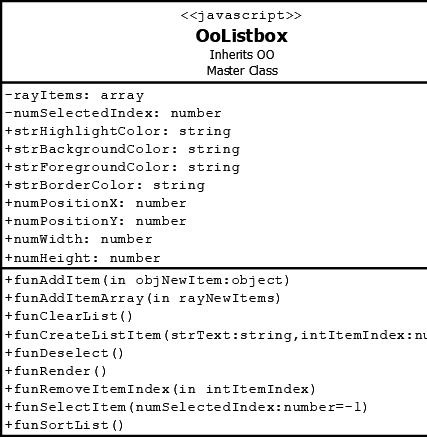 <<javascript>>
OoListbox
Inherits OO
Master Class
-rayItems: array
-numSelectedIndex: number
+strHighlightColor: string
+strBackgroundColor: string
+strForegroundColor: string
+strBorderColor: string
+numPositionX: number
+numPositionY: number
+numWidth: number
+numHeight: number
+funAddItem(in objNewItem:object)
+funAddItemArray(in rayNewItems)
+funClearList()
+funCreateListItem(strText:string,intItemIndex:nu
+funDeselect()
+funRender()
+funRemoveItemIndex(in intItemIndex)
+funSelectItem(numSelectedIndex:number=-1)
+funSortList()